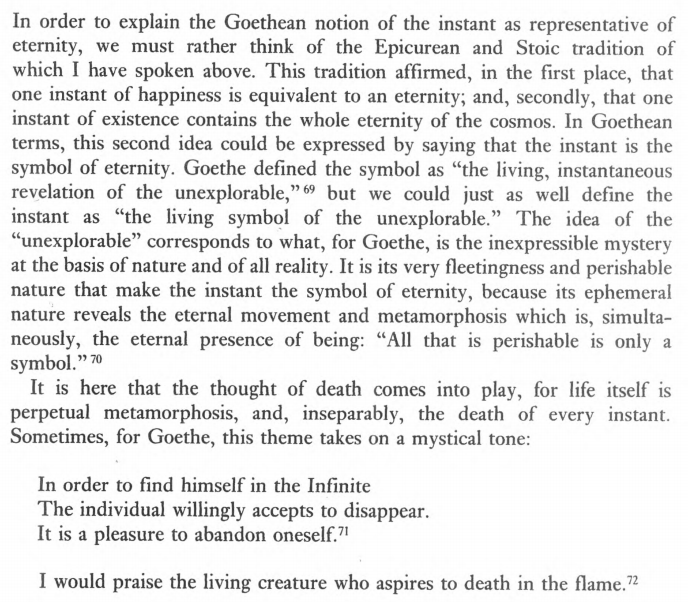 In order to explain the Goethean notion of the instant as representative of
eternity, we must rather think of the Epicurean and Stoic tradition of
which I have spoken above. This tradition affirmed, in the first place, that
one instant of happiness is equivalent to an eternity; and, secondly, that one
instant of existence contains the whole eternity of the cosmos. In Goethean
terms, this second idea could be expressed by saying that the instant is the
symbol of eternity. Goethe defined the symbol as “the living, instantaneous
revelation of the unexplorable,”⁶⁹ but we could just as well define the
instant as “the living symbol of the unexplorable.” The idea of the
“unexplorable” corresponds to what, for Goethe, is the inexpressible mystery
at the basis of nature and of all reality. It is its very fleetingness and perishable
nature that make the instant the symbol of eternity, because its ephemeral
nature reveals the eternal movement and metamorphosis which is, simulta-
neously, the eternal presence of being: “All that is perishable is only a
symbol.”⁷⁰
It is here that the thought of death comes into play, for life itself is
perpetual metamorphosis, and, inseparably, the death of every instant.
Sometimes, for Goethe, this theme takes on a mystical tone:
In order to find himself in the Infinite
The individual willingly accepts to disappear.
It is a pleasure to abandon oneself.⁷¹
I would praise the living creature who aspires to death in the flame.⁷²